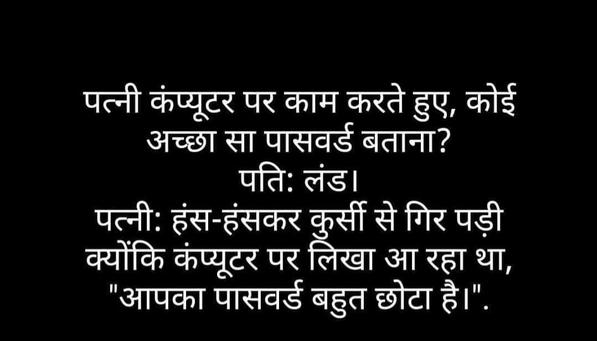 पत्नी कंप्यूटर पर काम करते हुए, कोई
अच्छा सा पासवर्ड बताना?
पति: लंड।
पत्नी: हंस-हंसकर कुर्सी से गिर पड़ी
क्योंकि कंप्यूटर पर लिखा आ रहा था,
"आपका पासवर्ड बहुत छोटा है।".